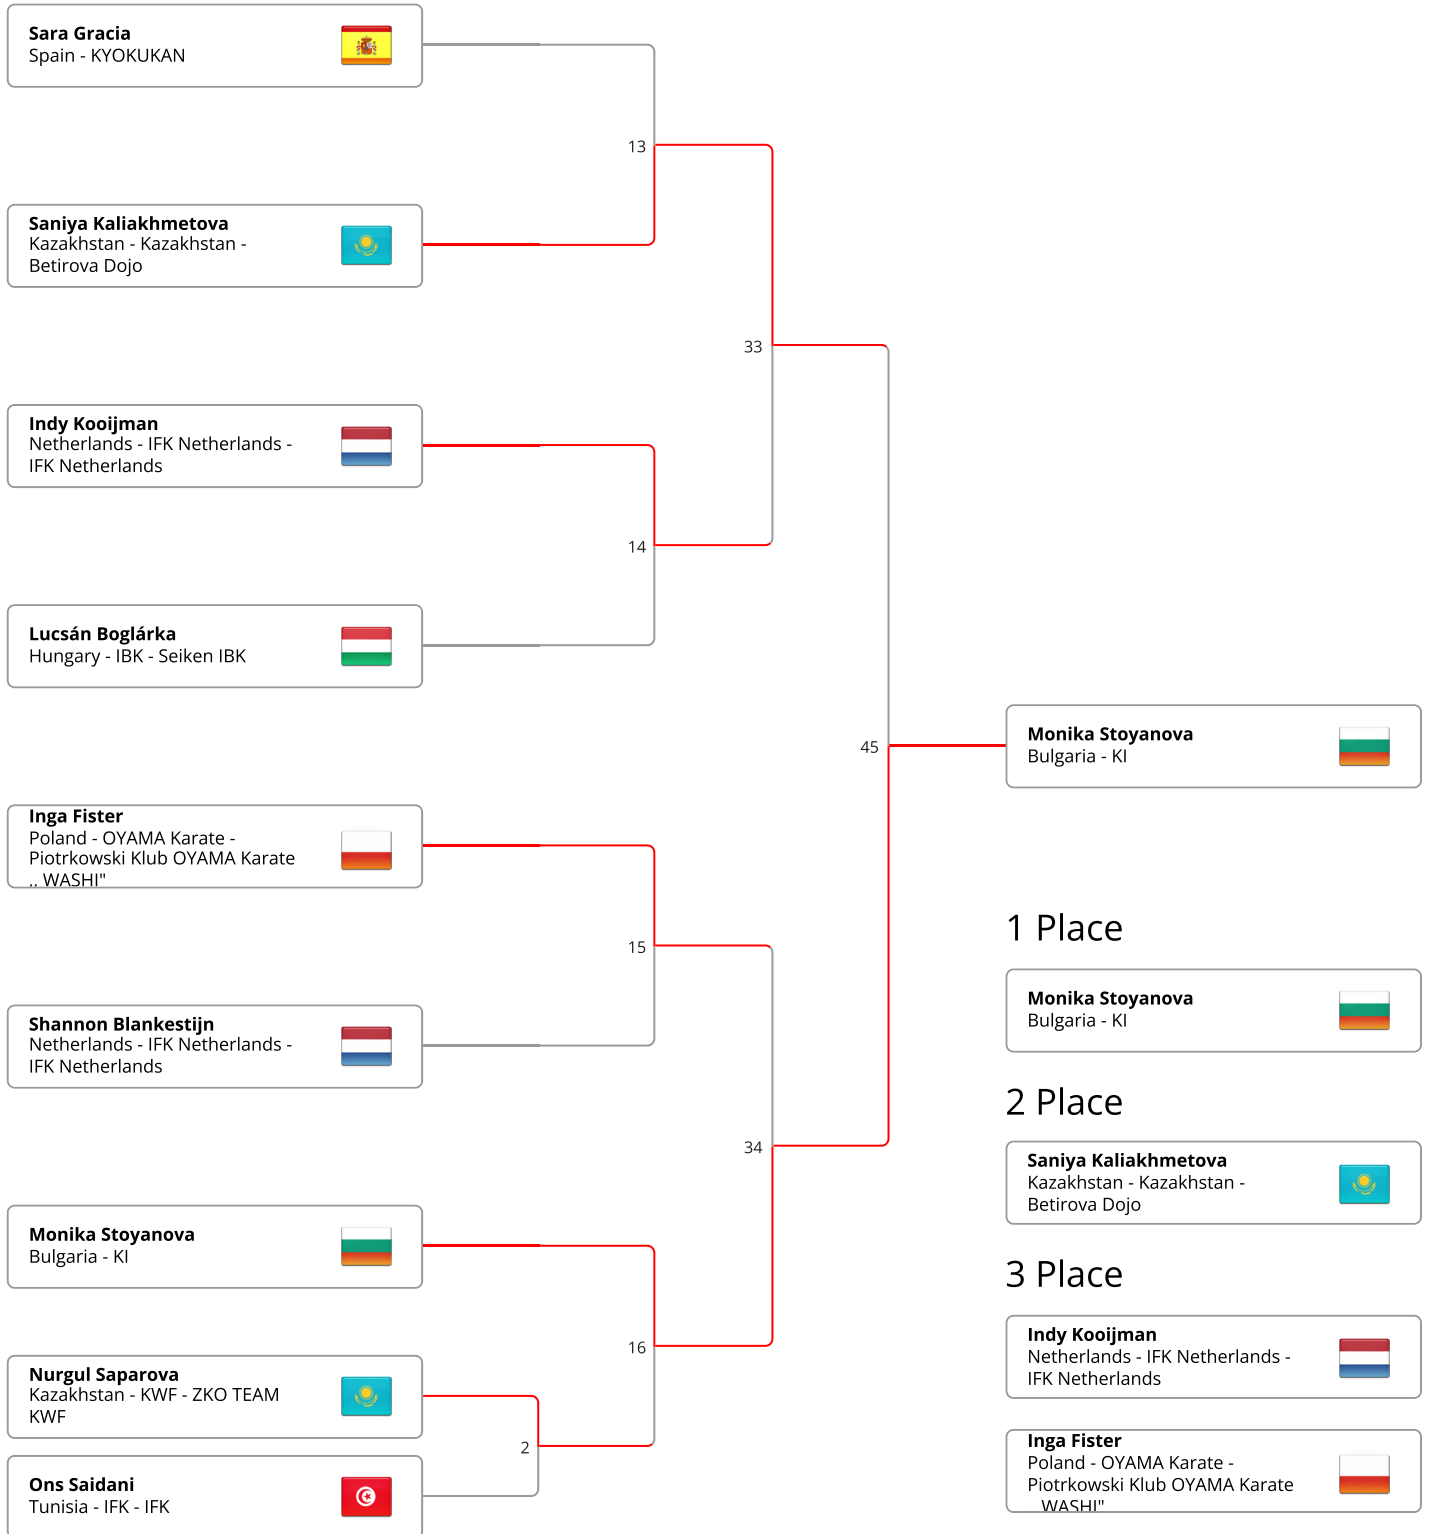 Sara Gracia
Spain - KYOKUKAN
13
Saniya Kaliakhmetova
Kazakhstan - Kazakhstan -
Betirova Dojo
33
Indy Kooijman
Netherlands - IFK Netherlands -
IFK Netherlands
14
Lucsán Boglárka
Hungary - IBK - Seiken IBK
45
Monika Stoyanova
Bulgaria - KI
Inga Fister
Poland - OYAMA Karate -
Piotrkowski Klub OYAMA Karate
,, WASHI"
15
Shannon Blankestijn
Netherlands - IFK Netherlands -
IFK Netherlands
34
Monika Stoyanova
Bulgaria - KI
16
Nurgul Saparova
Kazakhstan - KWF - ZKO TEAM
KWF
2
Ons Saidani
Tunisia - IFK - IFK
1 Place
Monika Stoyanova
Bulgaria - KI
2 Place
Saniya Kaliakhmetova
Kazakhstan - Kazakhstan -
Betirova Dojo
3 Place
Indy Kooijman
Netherlands - IFK Netherlands -
IFK Netherlands
Inga Fister
Poland - OYAMA Karate -
Piotrkowski Klub OYAMA Karate
,, WASHI"